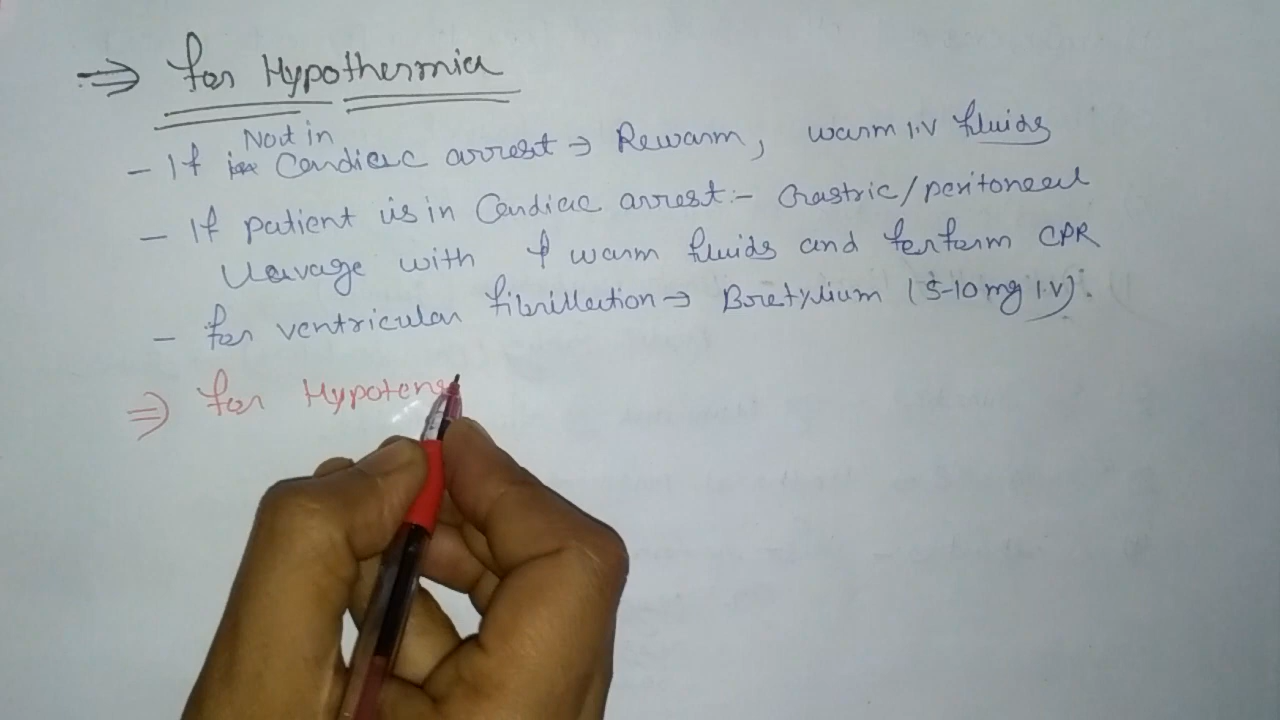 ⇒ for Hypothermia
Not in
- If Cardiac arrest → Rewarm, warm I.V fluids
- If patient is in Cardiac arrest:- Gastric/peritoneal
Lavage with warm fluids and perform CPR
- for ventricular fibrillation → Bretylium (5-10 mg I.V).
⇒ for Hypotens